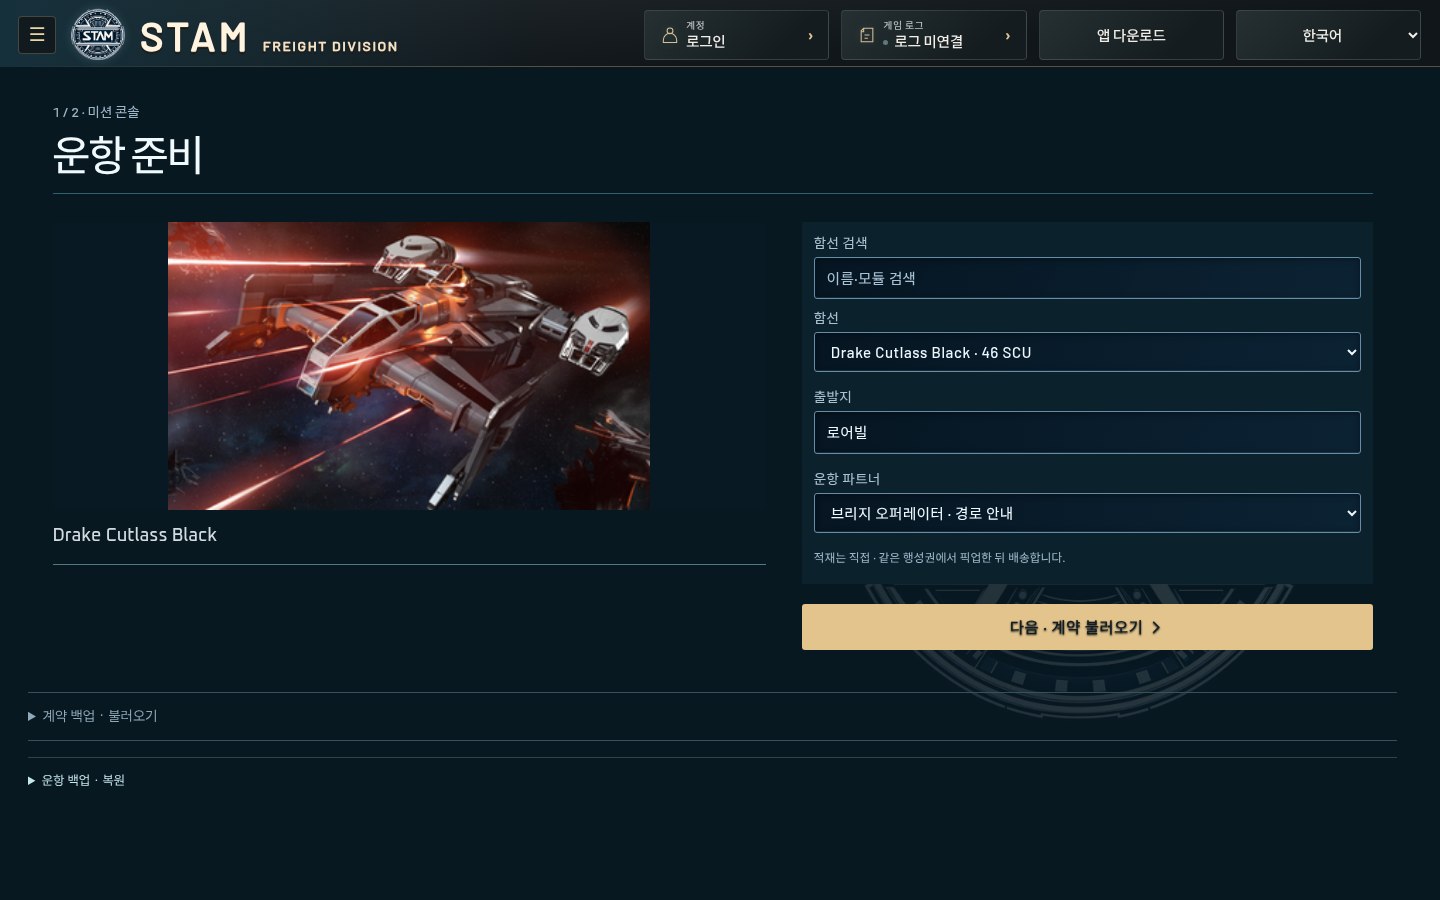 ☰
STAM
STAM
FREIGHT DIVISION
계정
로그인
게임 로그
로그 미연결
앱 다운로드
한국어
1 / 2 · 미션 콘솔
운항 준비
Drake Cutlass Black
함선 검색
이름·모듈 검색
함선
Drake Cutlass Black · 46 SCU
출발지
로어빌
운항 파트너
브리지 오퍼레이터 · 경로 안내
적재는 직접 · 같은 행성권에서 픽업한 뒤 배송합니다.
다음 · 계약 불러오기
계약 백업 · 불러오기
운항 백업 · 복원